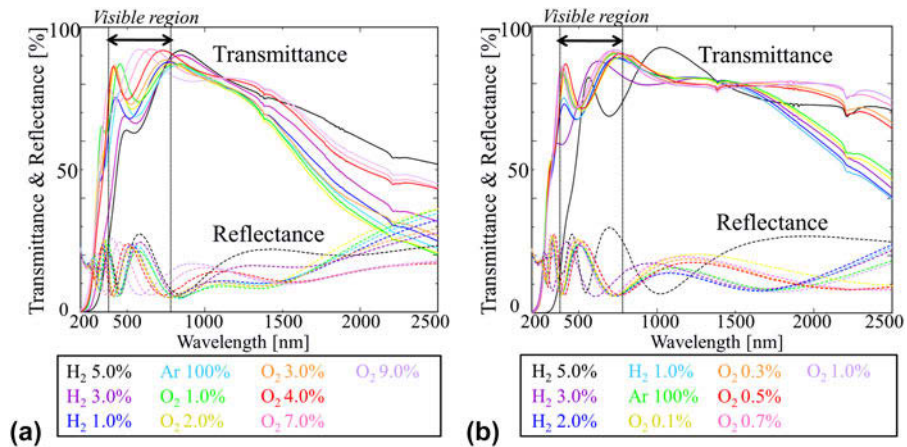 (a)
Visible region
Transmittance & Reflectance [%]
100
50
0
Transmittance
Reflectance
200 500 1000 1500 2000 2500
Wavelength [nm]
H₂ 5.0% Ar 100% O₂ 3.0% O₂ 9.0%
H₂ 3.0% O₂ 1.0% O₂ 4.0%
H₂ 1.0% O₂ 2.0% O₂ 7.0%
(b)
Visible region
Transmittance & Reflectance [%]
100
50
0
Transmittance
Reflectance
200 500 1000 1500 2000 2500
Wavelength [nm]
H₂ 5.0% H₂ 1.0% O₂ 0.3% O₂ 1.0%
H₂ 3.0% Ar 100% O₂ 0.5%
H₂ 2.0% O₂ 0.1% O₂ 0.7%